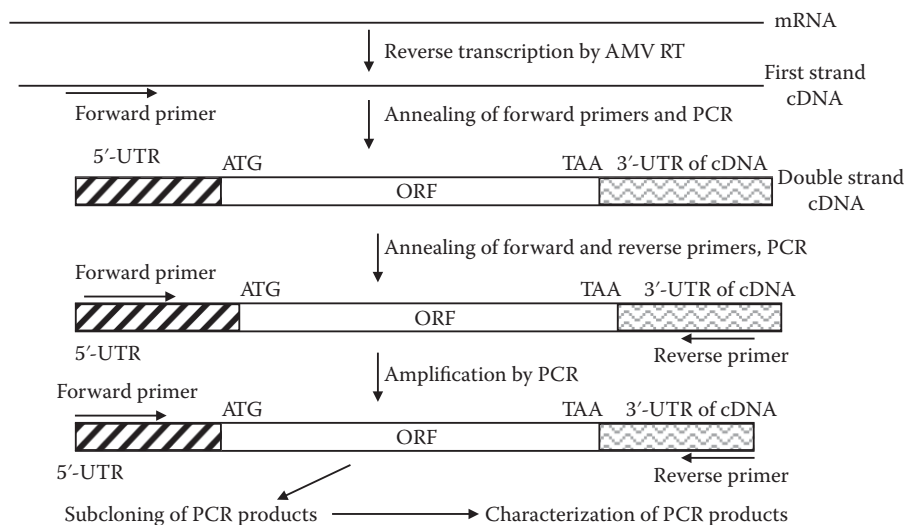 mRNA
Reverse transcription by AMV RT
First strand
cDNA
Forward primer
Annealing of forward primers and PCR
5′-UTR
ATG
TAA
3′-UTR of cDNA
ORF
Double strand
cDNA
Annealing of forward and reverse primers, PCR
Forward primer
ATG
TAA
3′-UTR of cDNA
ORF
5′-UTR
Reverse primer
Amplification by PCR
Forward primer
ATG
TAA
3′-UTR of cDNA
ORF
5′-UTR
Reverse primer
Subcloning of PCR products
Characterization of PCR products